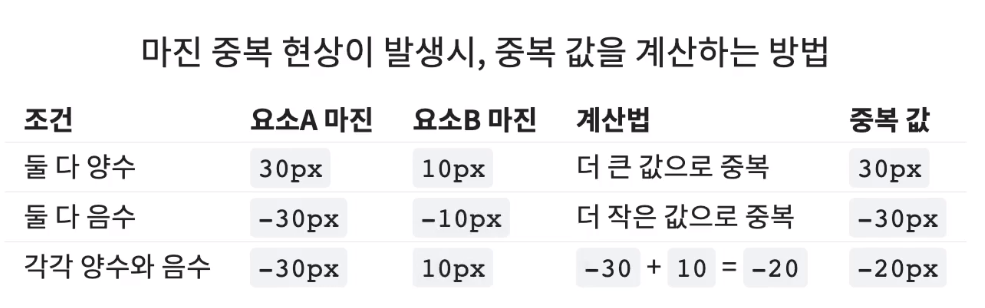 마진 중복 현상이 발생시, 중복 값을 계산하는 방법
조건 요소A 마진 요소B 마진 계산법 중복 값
둘 다 양수 30px 10px 더 큰 값으로 중복 30px
둘 다 음수 -30px -10px 더 작은 값으로 중복 -30px
각각 양수와 음수 -30px 10px -30 + 10 = -20 -20px